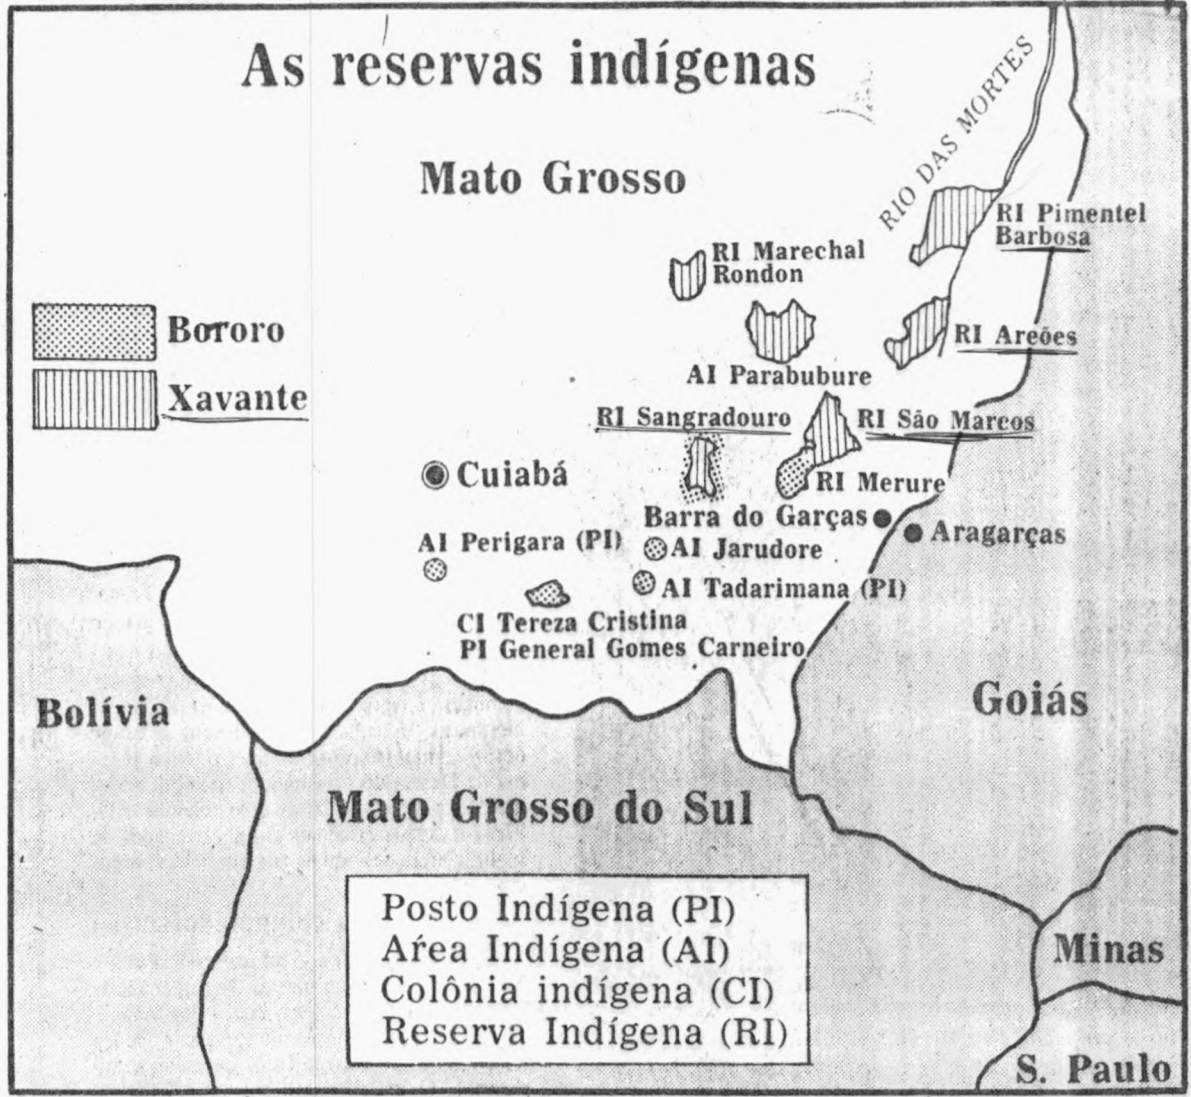 As reservas indígenas
Mato Grosso
RIO DAS MORTES
RI Pimentel
Barbosa
RI Marechal
Rondon
Bororo
Xavante
RI Areões
AI Parabubure
RI Sangradouro
RI São Marcos
Cuiabá
RI Merure
Barra do Garças
Aragarças
AI Perigara (PI)
AI Jarudore
AI Tadarimana (PI)
CI Tereza Cristina
PI General Gomes Carneiro
Bolívia
Goiás
Mato Grosso do Sul
Posto Indígena (PI)
Área Indígena (AI)
Colônia indígena (CI)
Reserva Indígena (RI)
Minas
S. Paulo